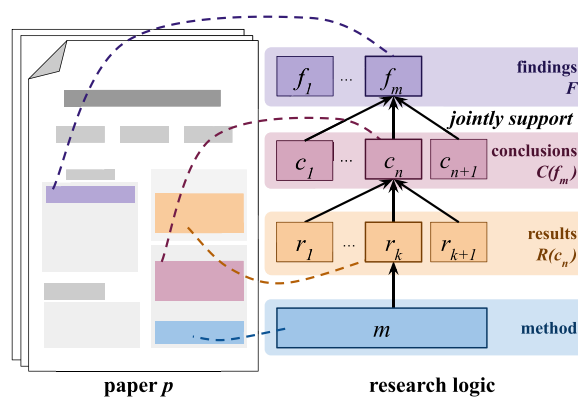 f1 ... fm
findings
F
jointly support
c1 ... cn cn+1
conclusions
C(fm)
r1 ... rk rk+1
results
R(cn)
m
method
paper p
research logic